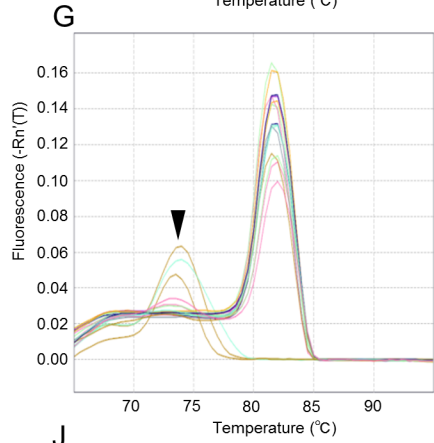 Temperature (℃)
G
Fluorescence (-Rn'(T))
0.16
0.14
0.12
0.10
0.08
0.06
0.04
0.02
0.00
70 75 80 85 90
Temperature (℃)
J